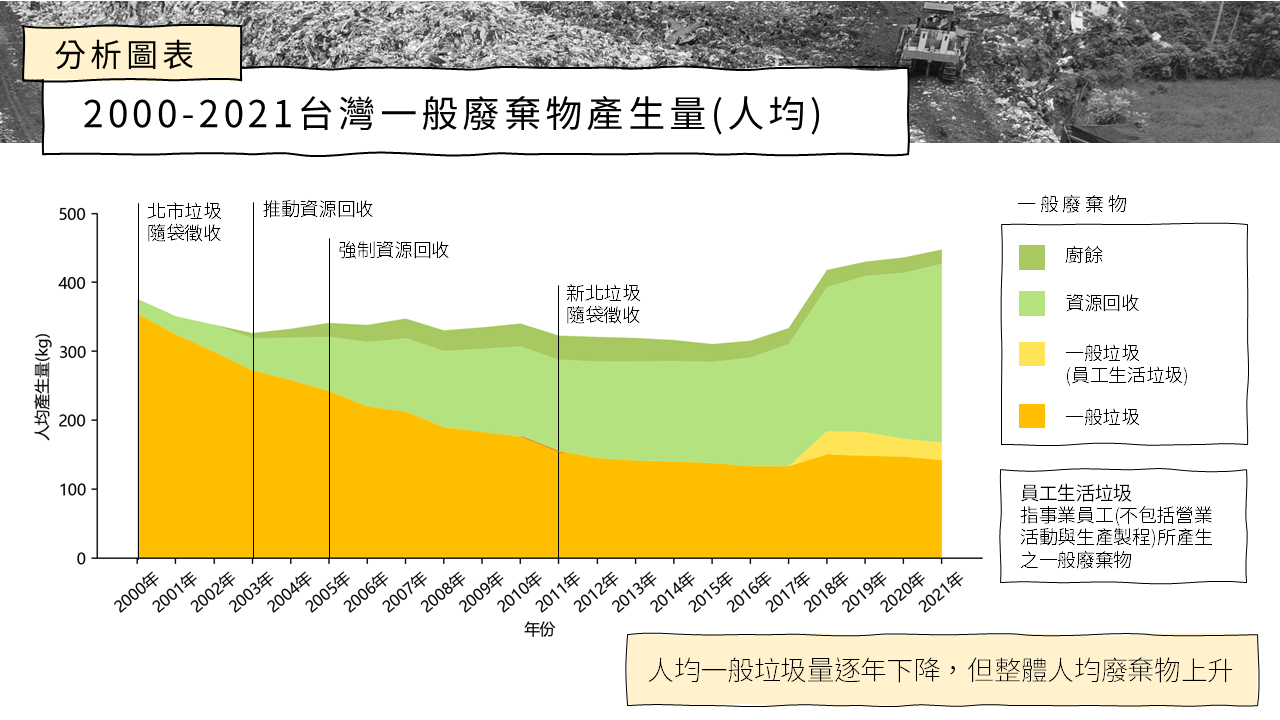 分析圖表
2000-2021台灣一般廢棄物產生量(人均)
北市垃圾
隨袋徵收
推動資源回收
強制資源回收
新北垃圾
隨袋徵收
人均產生量(kg)
500
400
300
200
100
0
2000年
2001年
2002年
2003年
2004年
2005年
2006年
2007年
2008年
2009年
2010年
2011年
2012年
2013年
2014年
2015年
2016年
2017年
2018年
2019年
2020年
2021年
年份
一般廢棄物
廚餘
資源回收
一般垃圾
(員工生活垃圾)
一般垃圾
員工生活垃圾
指事業員工(不包括營業
活動與生產製程)所產生
之一般廢棄物
人均一般垃圾量逐年下降，但整體人均廢棄物上升